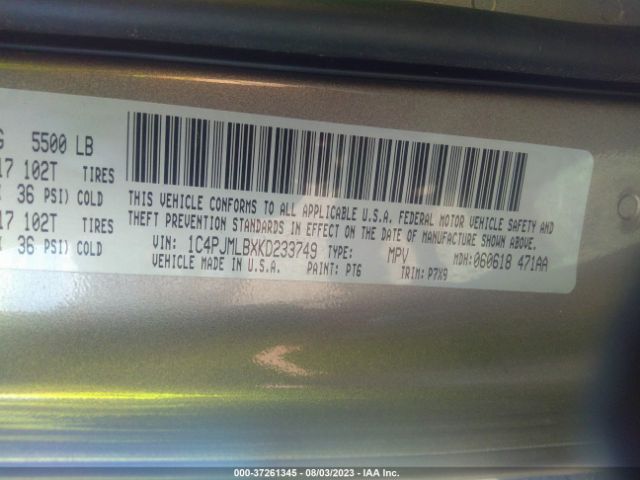 5500 LB
102T TIRES
36 PSI) COLD
102T TIRES
36 PSI) COLD
THIS VEHICLE CONFORMS TO ALL APPLICABLE U.S.A. FEDERAL MOTOR VEHICLE SAFETY AND
THEFT PREVENTION STANDARDS IN EFFECT ON THE DATE OF MANUFACTURE SHOWN ABOVE.
VIN: 1C4PJMLBXKD233749 TYPE: MPV MDH: 060618 471AA
VEHICLE MADE IN U.S.A. PAINT: PT6 TRIM: P7X9
000-37261345 - 08/03/2023 - IAA Inc.